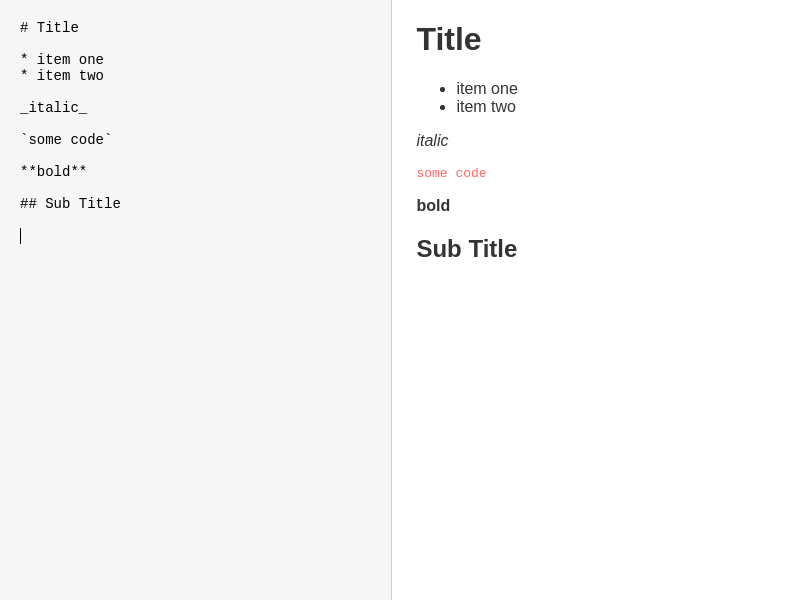 # Title
* item one
* item two
_italic_
`some code`
**bold**
## Sub Title
Title
• item one
• item two
italic
some code
bold
Sub Title